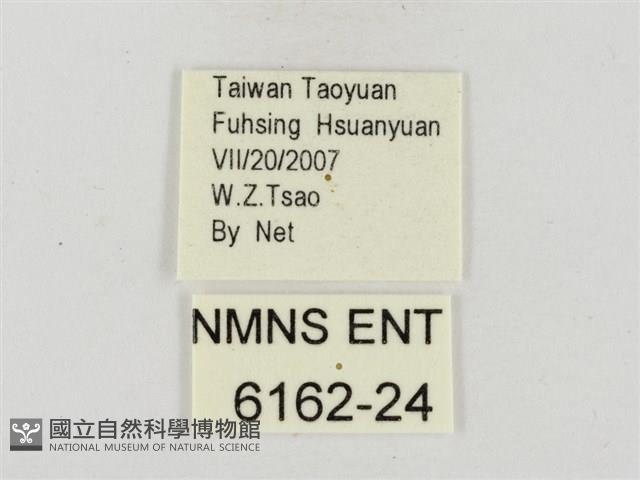 Taiwan Taoyuan
Fuhsing Hsuanyuan
VII/20/2007
W.Z.Tsao
By Net
NMNS ENT
6162-24
國立自然科學博物館
NATIONAL MUSEUM OF NATURAL SCIENCE